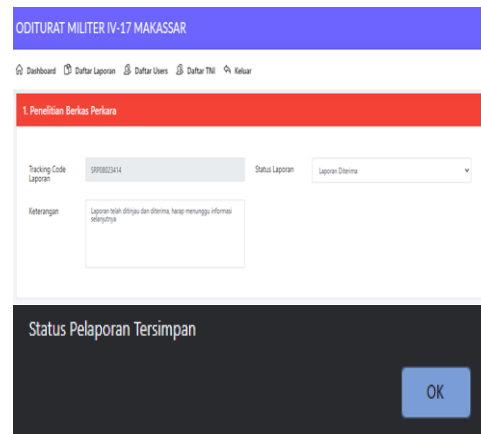 ODITURAT MILITER IV-17 MAKASSAR
Dashboard Daftar Laporan Daftar Users Daftar TNI Keluar
1. Penelitian Berkas Perkara
Tracking Code Laporan
SRP08023414
Status Laporan
Laporan Diterima
Keterangan
Laporan telah ditinjau dan diterima, harap menunggu informasi
selanjutnya
Status Pelaporan Tersimpan
OK